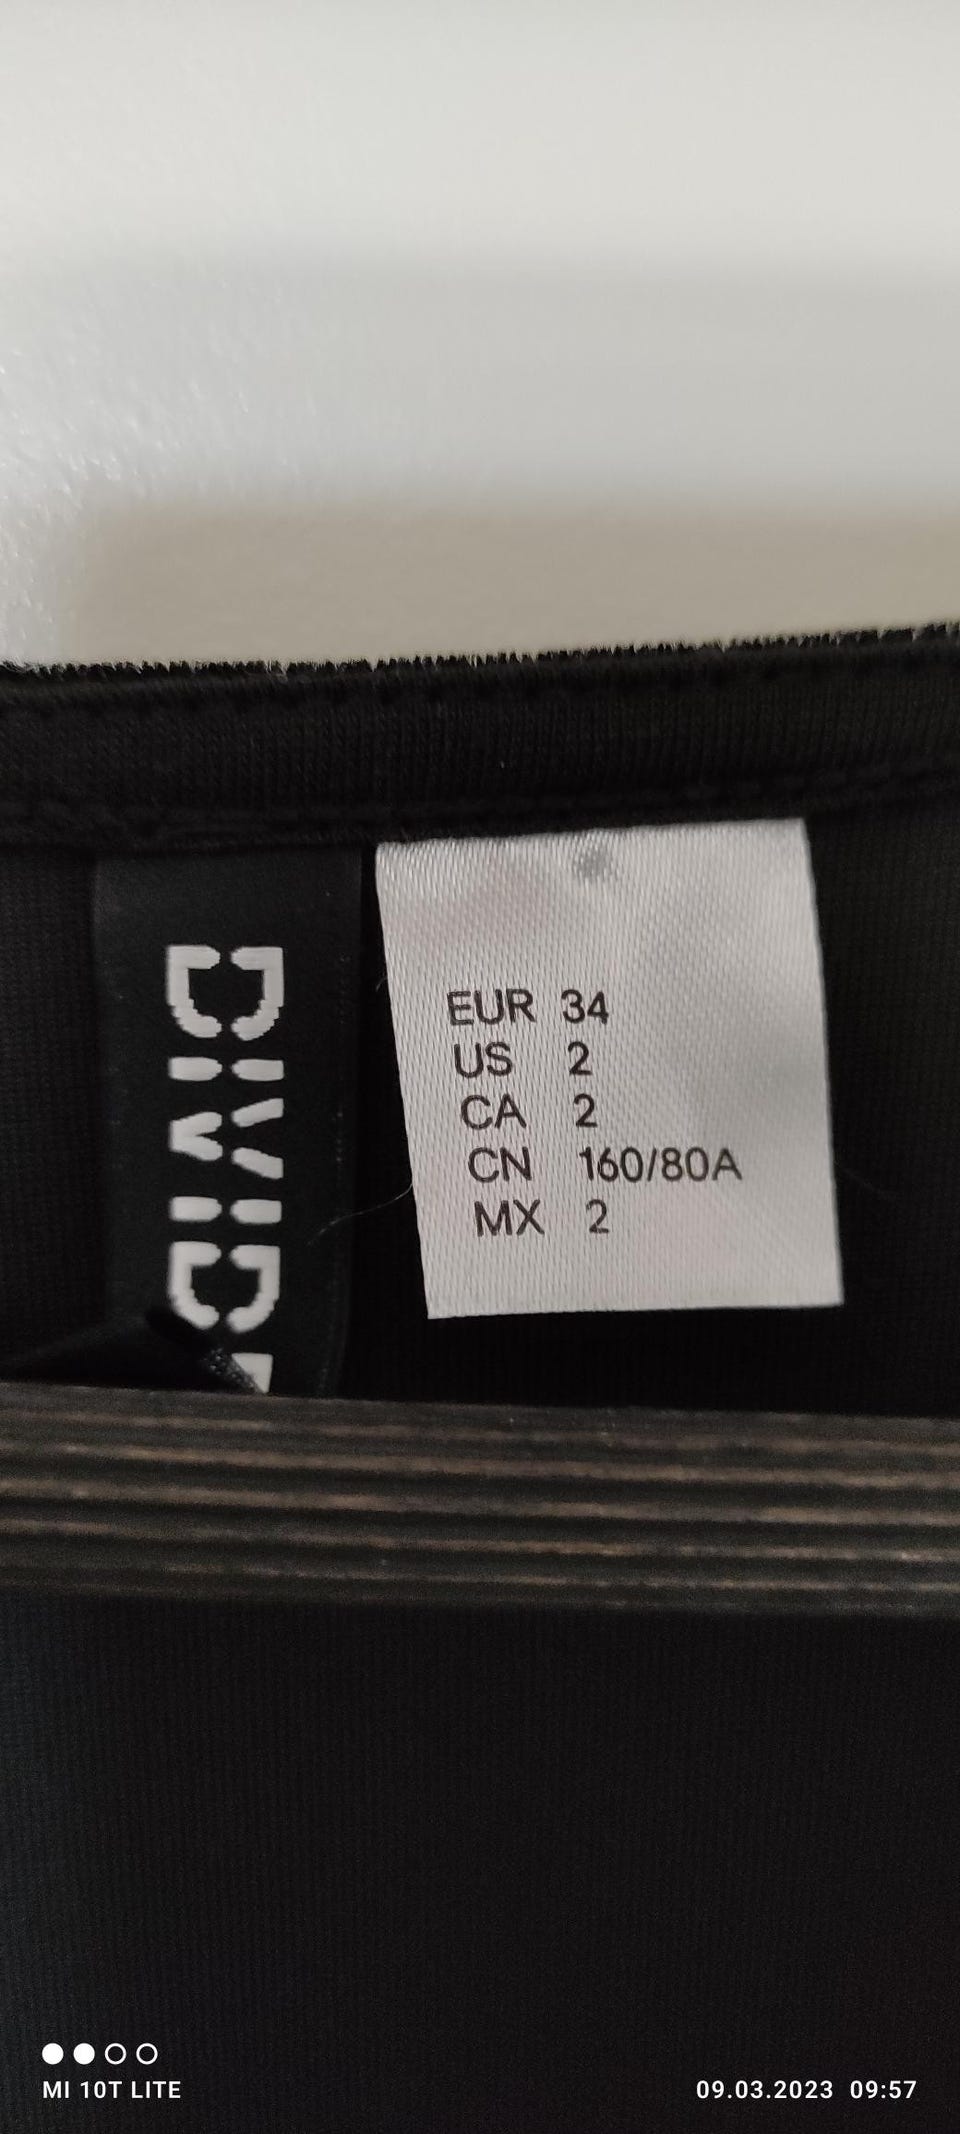 DIVIDE
EUR 34
US 2
CA 2
CN 160/80A
MX 2
MI 10T LITE
09.03.2023 09:57